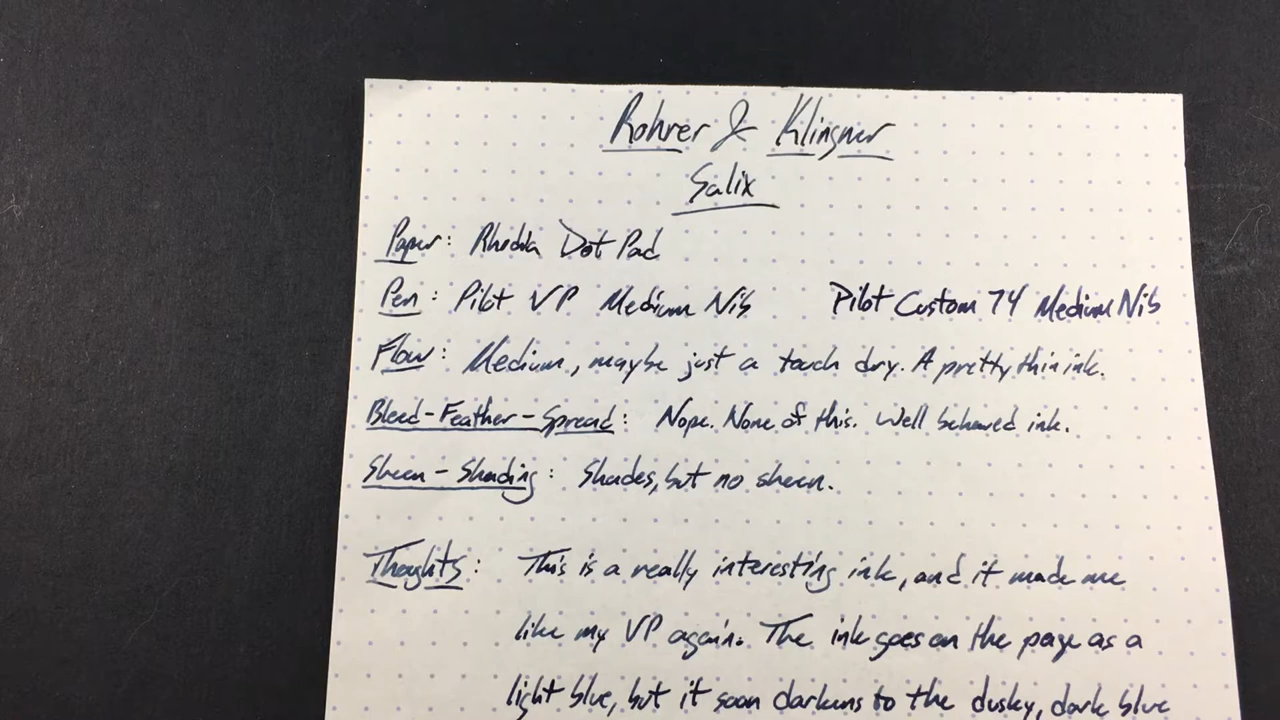 Rohrer & Klingner
Salix
Paper: Rhodia Dot Pad
Pen: Pilot VP Medium Nib Pilot Custom 74 Medium Nib
Flow: Medium, maybe just a touch dry. A pretty thin ink.
Bleed-Feather-Spread: Nope. None of this. Well behaved ink.
Sheen-Shading: Shades, but no sheen.
Thoghts: This is a really interesting ink, and it made me
like my VP again. The ink goes on the page as a
light blue, but it soon darkens to the dusky, dark blue